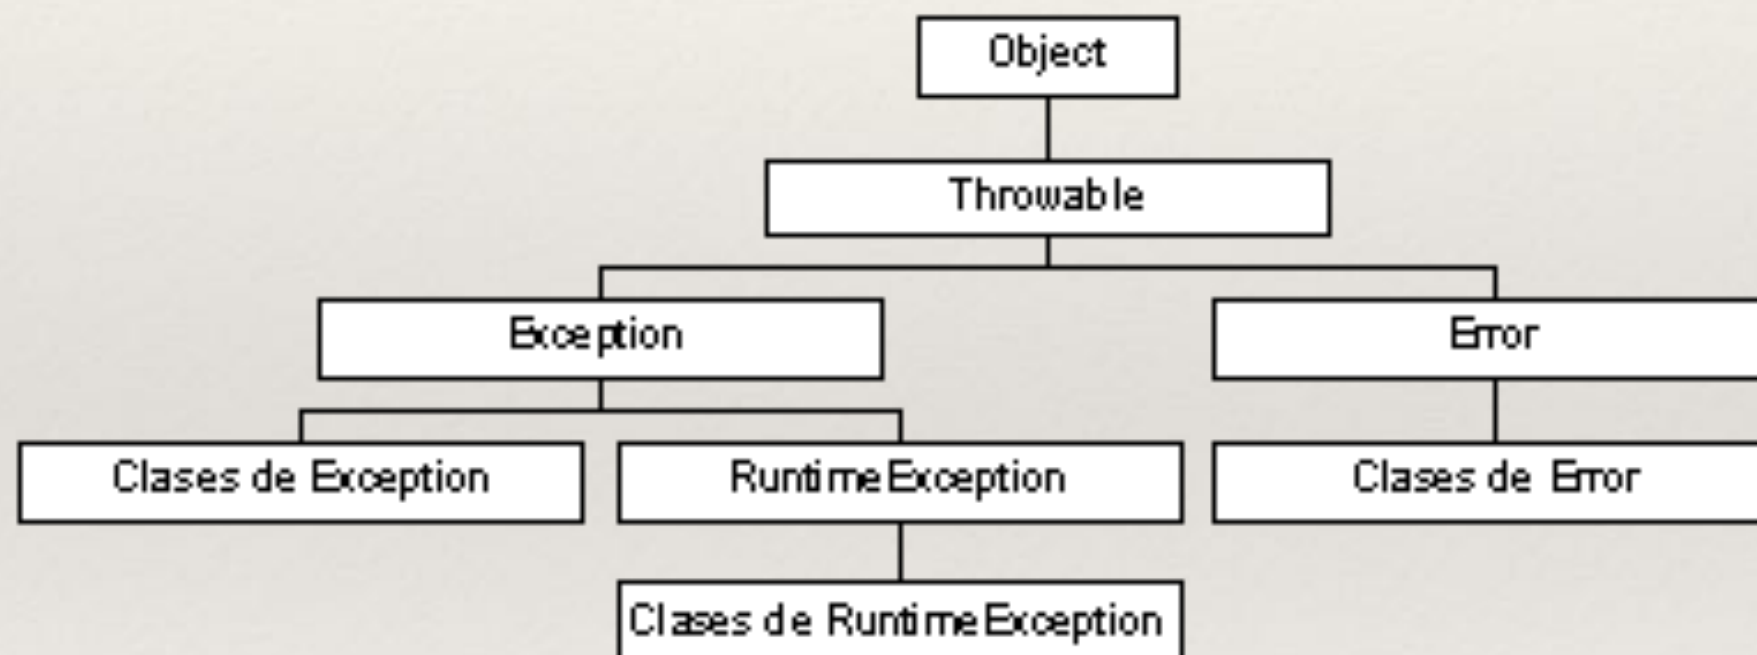 Object
Throwable
Exception
Error
Clases de Exception
RuntimeException
Clases de Error
Clases de RuntimeException